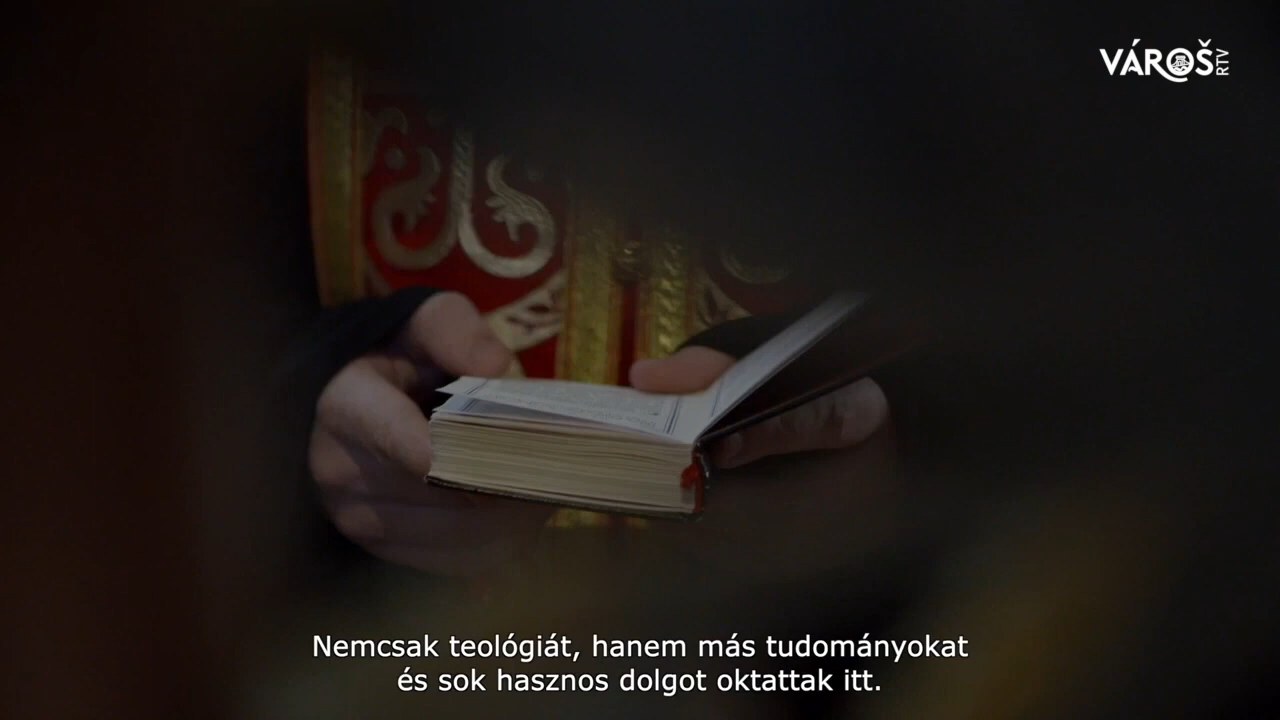 VÁROŠ RTV
Nemcsak teológiát, hanem más tudományokat
és sok hasznos dolgot oktattak itt.